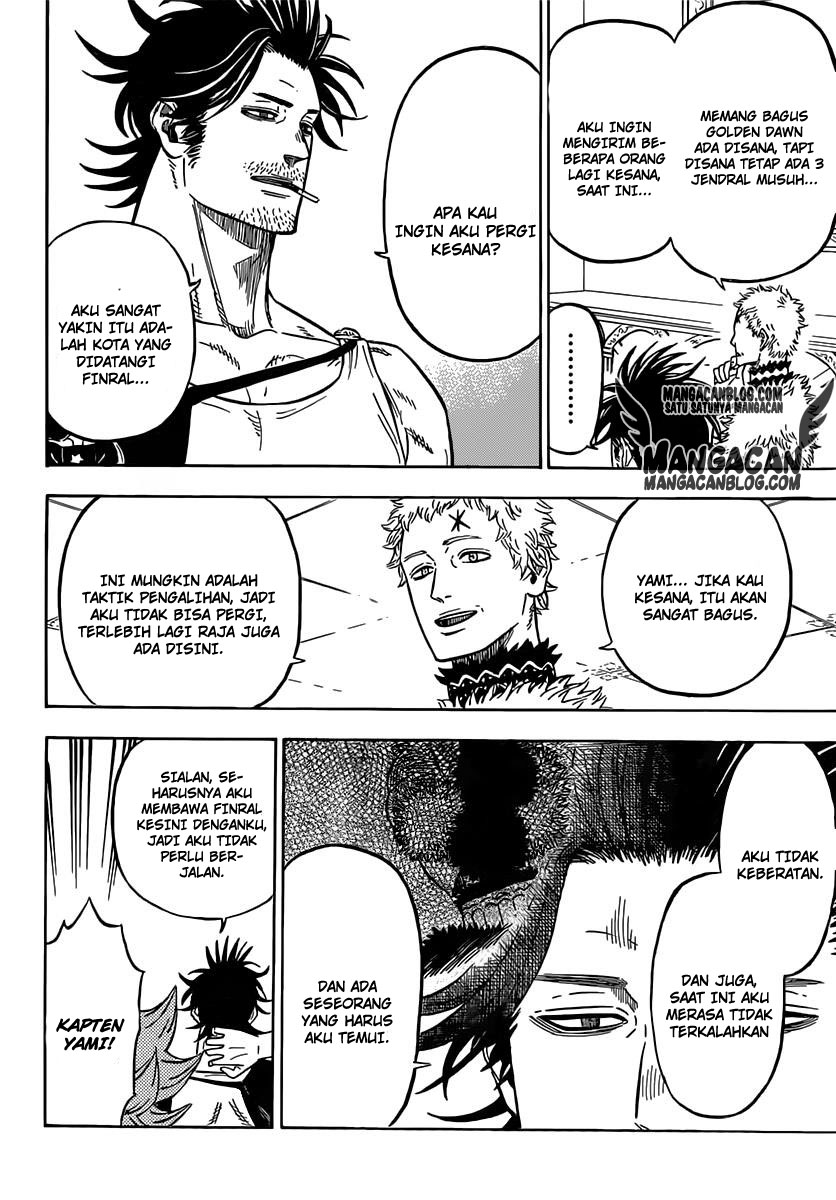 MEMANG BAGUS
GOLDEN DAWN
ADA DISANA, TAPI
DISANA TETAP ADA 3
JENDRAL MUSUH...
AKU INGIN
MENGIRIM BE-
BERAPA ORANG
LAGI KESANA,
SAAT INI...
.........
APA KAU
INGIN AKU PERGI
KESANA?
AKU SANGAT
YAKIN ITU ADA-
LAH KOTA YANG
DIDATANGI
FINRAL...
MANGACANBLOG.COM
SATU SATUNYA MANGACAN
MANGACAN
MANGACANBLOG.COM
YAMI... JIKA KAU
KESANA, ITU AKAN
SANGAT BAGUS.
INI MUNGKIN ADALAH
TAKTIK PENGALIHAN, JADI
AKU TIDAK BISA PERGI,
TERLEBIH LAGI RAJA JUGA
ADA DISINI.
AKU TIDAK
KEBERATAN.
DAN JUGA,
SAAT INI AKU
MERASA TIDAK
TERKALAHKAN
DAN ADA
SESEORANG
YANG HARUS
AKU TEMUI.
SIALAN, SE-
HARUSNYA AKU
MEMBAWA FINRAL
KESINI DENGANKU,
JADI AKU TIDAK
PERLU BER-
JALAN.
KAPTEN
YAMI!